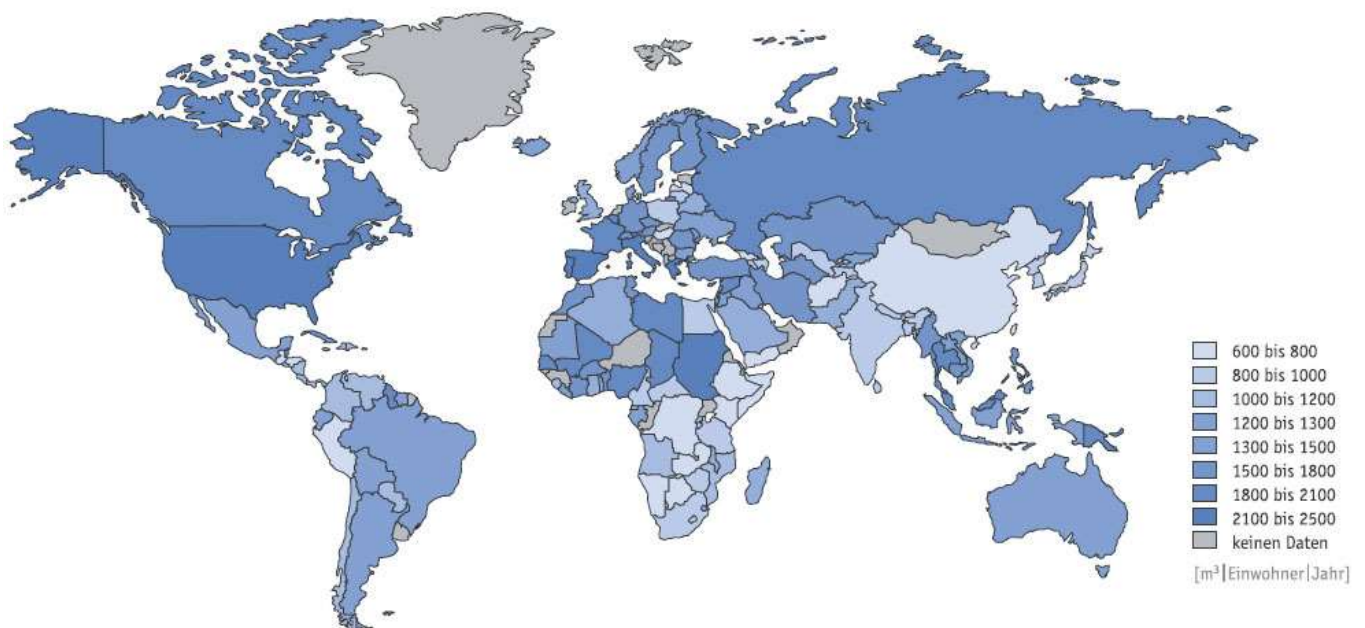 600 bis 800
800 bis 1000
1000 bis 1200
1200 bis 1300
1300 bis 1500
1500 bis 1800
1800 bis 2100
2100 bis 2500
keinen Daten
[m³|Einwohner|Jahr]